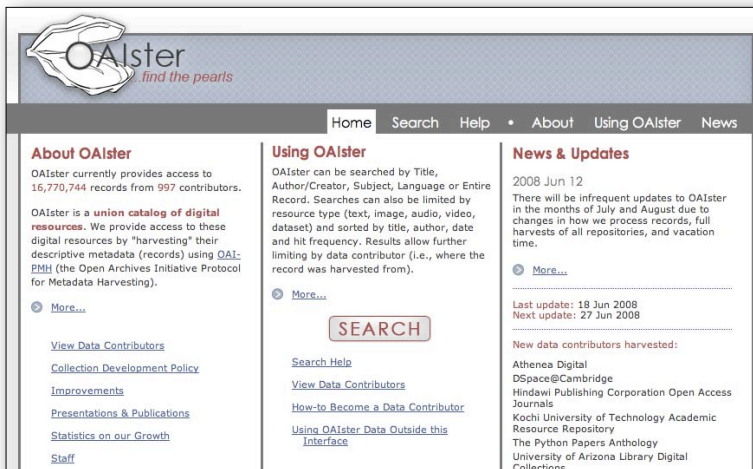 OAIster
...find the pearls
Home Search Help • About Using OAIster News
About OAIster
OAIster currently provides access to
16,770,744 records from 997 contributors.
OAIster is a union catalog of digital
resources. We provide access to these
digital resources by "harvesting" their
descriptive metadata (records) using OAI-
PMH (the Open Archives Initiative Protocol
for Metadata Harvesting).
More...
View Data Contributors
Collection Development Policy
Improvements
Presentations & Publications
Statistics on our Growth
Staff
Using OAIster
OAIster can be searched by Title,
Author/Creator, Subject, Language or Entire
Record. Searches can also be limited by
resource type (text, image, audio, video,
dataset) and sorted by title, author, date
and hit frequency. Results allow further
limiting by data contributor (i.e., where the
record was harvested from).
More...
SEARCH
Search Help
View Data Contributors
How-to Become a Data Contributor
Using OAIster Data Outside this
Interface
News & Updates
2008 Jun 12
There will be infrequent updates to OAIster
in the months of July and August due to
changes in how we process records, full
harvests of all repositories, and vacation
time.
More...
Last update: 18 Jun 2008
Next update: 27 Jun 2008
New data contributors harvested:
Athenea Digital
DSpace@Cambridge
Hindawi Publishing Corporation Open Access
Journals
Kochi University of Technology Academic
Resource Repository
The Python Papers Anthology
University of Arizona Library Digital
Collections